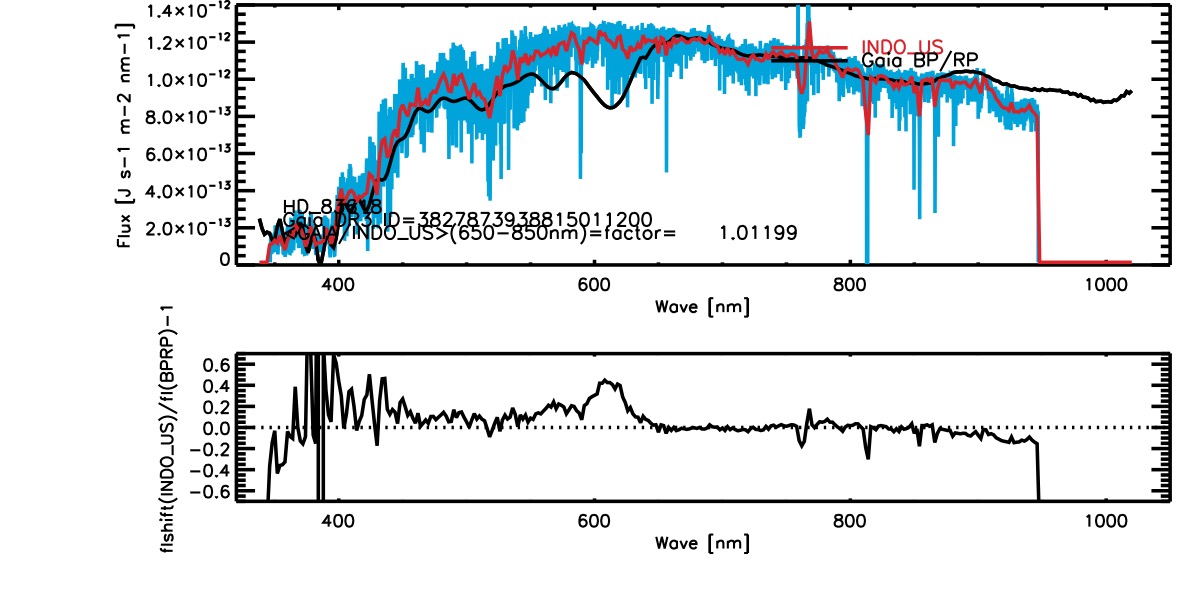 1.4×10−12
1.2×10−12
1.0×10−12
8.0×10−13
6.0×10−13
4.0×10−13
2.0×10−13
0
Flux [J s−1 m−2 nm−1]
INDO_US
Gaia BP/RP
Gaia DR3 ID=3827873938815011200
<GAIA/INDO_US>(650−850nm)=factor= 1.01199
400 600 800 1000
Wave [nm]
0.6
0.4
0.2
0.0
−0.2
−0.4
−0.6
flshift(INDO_US)/fl(BPRP)−1
400 600 800 1000
Wave [nm]